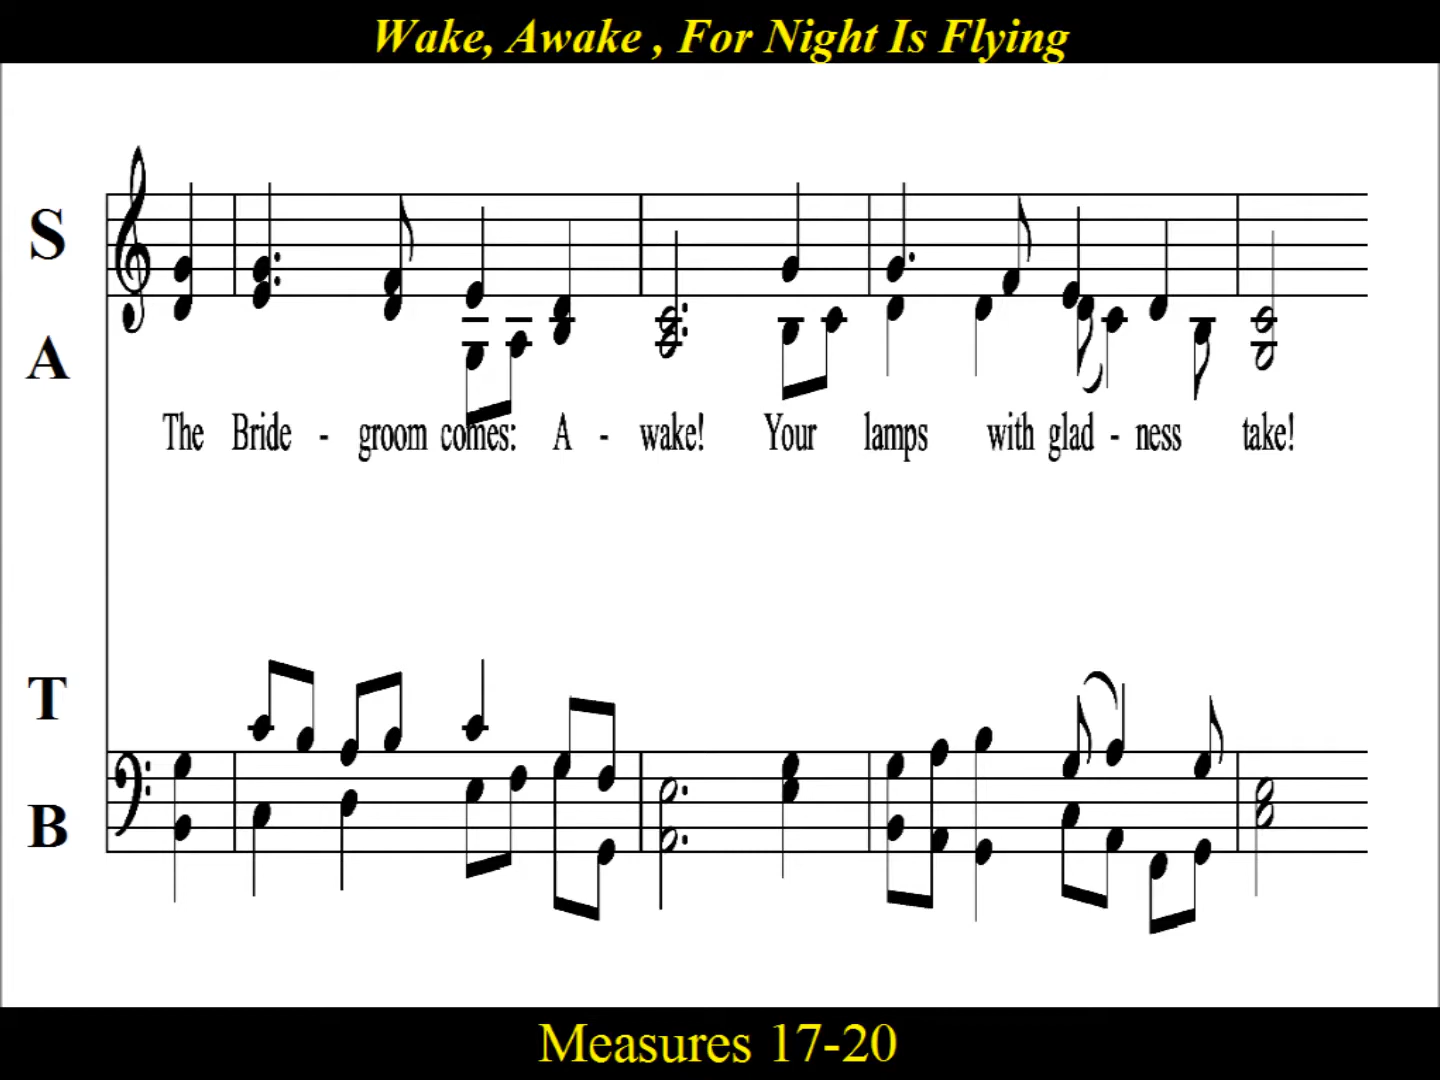 Wake, Awake , For Night Is Flying
S
A
The Bride - groom comes: A - wake! Your lamps with glad - ness take!
T
B
Measures 17-20